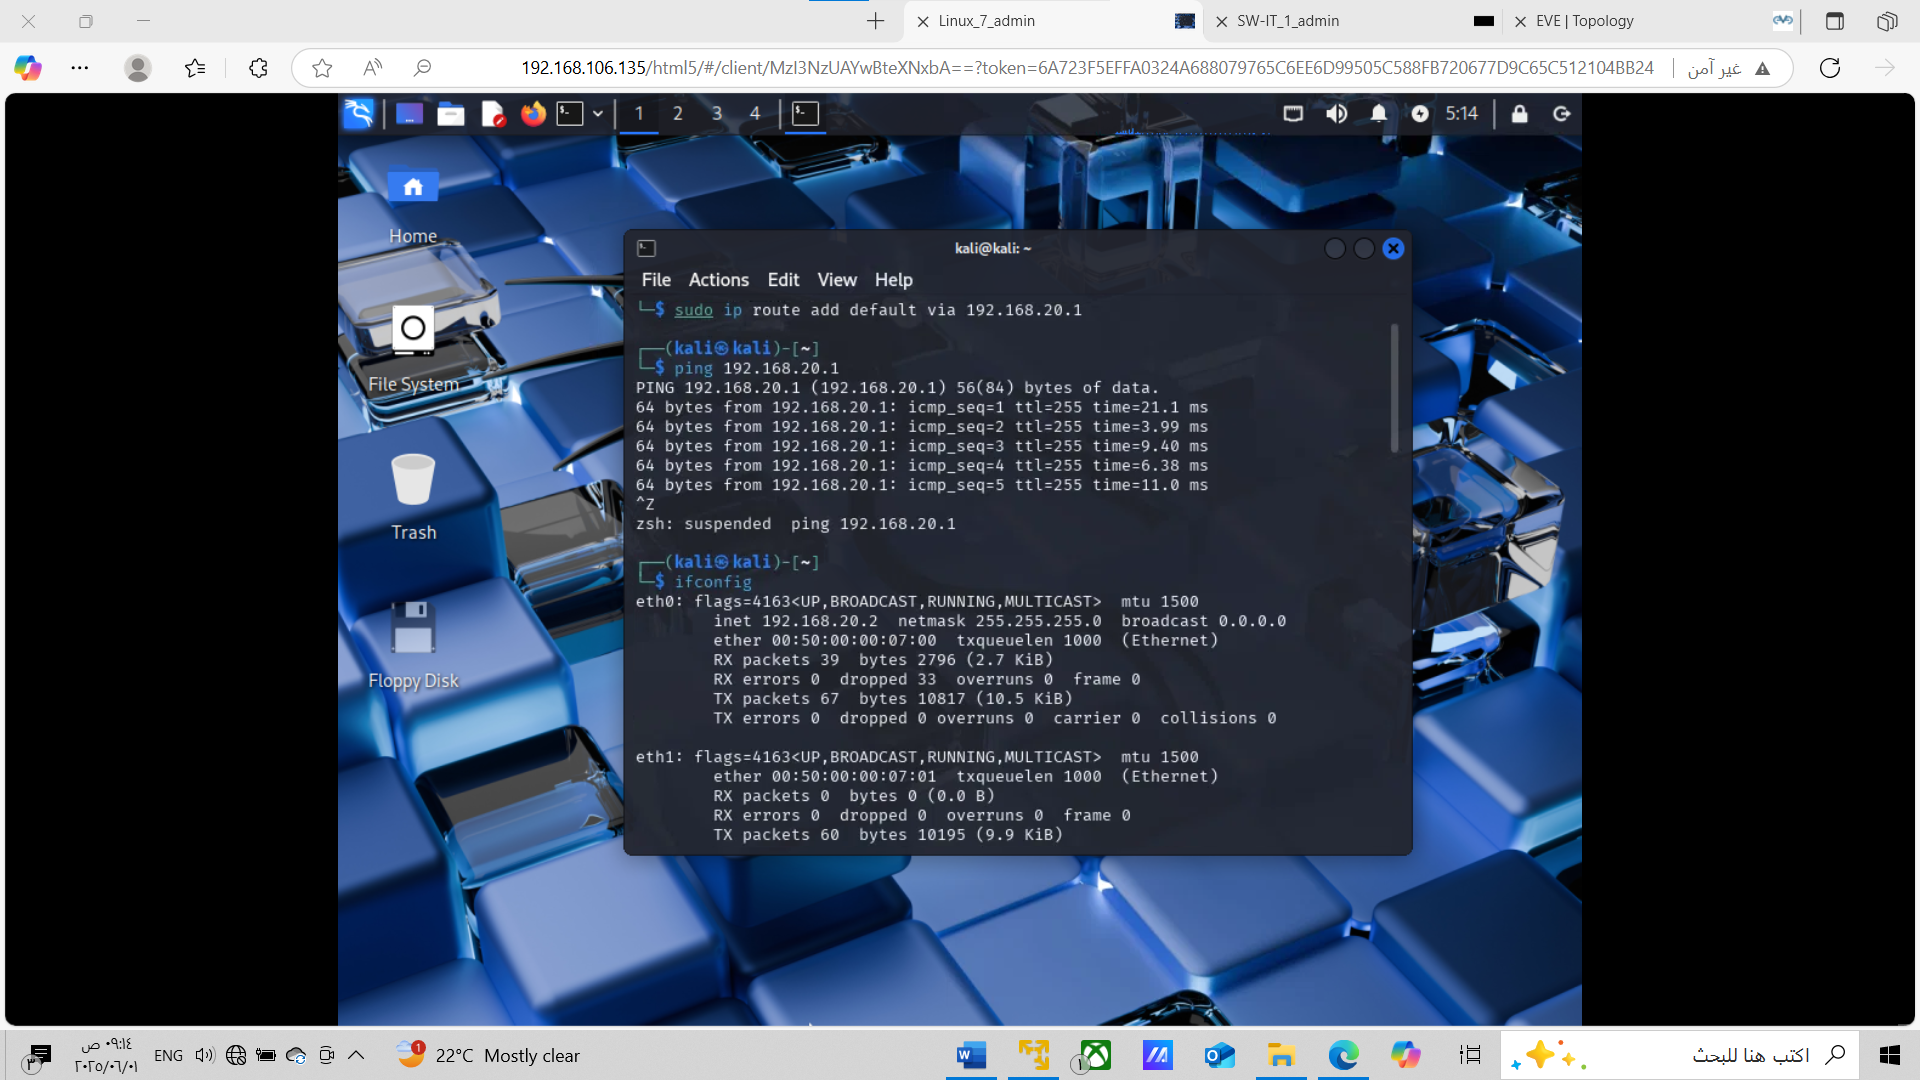 Linux_7_admin
SW-IT_1_admin
EVE | Topology
192.168.106.135/html5/#/client/MzI3NzUAYwBteXNxbA==?token=6A723F5EFFA0324A688079765C6EE6D99505C588FB720677D9C65C512104BB24
غير آمن
1 2 3 4
5:14
Home
File System
Trash
Floppy Disk
kali@kali: ~
File Actions Edit View Help
└─$ sudo ip route add default via 192.168.20.1
┌──(kali㉿kali)-[~]
└─$ ping 192.168.20.1
PING 192.168.20.1 (192.168.20.1) 56(84) bytes of data.
64 bytes from 192.168.20.1: icmp_seq=1 ttl=255 time=21.1 ms
64 bytes from 192.168.20.1: icmp_seq=2 ttl=255 time=3.99 ms
64 bytes from 192.168.20.1: icmp_seq=3 ttl=255 time=9.40 ms
64 bytes from 192.168.20.1: icmp_seq=4 ttl=255 time=6.38 ms
64 bytes from 192.168.20.1: icmp_seq=5 ttl=255 time=11.0 ms
^Z
zsh: suspended  ping 192.168.20.1
┌──(kali㉿kali)-[~]
└─$ ifconfig
eth0: flags=4163<UP,BROADCAST,RUNNING,MULTICAST>  mtu 1500
inet 192.168.20.2  netmask 255.255.255.0  broadcast 0.0.0.0
ether 00:50:00:00:07:00  txqueuelen 1000  (Ethernet)
RX packets 39  bytes 2796 (2.7 KiB)
RX errors 0  dropped 33  overruns 0  frame 0
TX packets 67  bytes 10817 (10.5 KiB)
TX errors 0  dropped 0 overruns 0  carrier 0  collisions 0
eth1: flags=4163<UP,BROADCAST,RUNNING,MULTICAST>  mtu 1500
ether 00:50:00:00:07:01  txqueuelen 1000  (Ethernet)
RX packets 0  bytes 0 (0.0 B)
RX errors 0  dropped 0  overruns 0  frame 0
TX packets 60  bytes 10195 (9.9 KiB)
٠٩:١٤ ص
٢٠٢٥/٠٦/٠١
٣
ENG
1
22°C Mostly clear
١
اكتب هنا للبحث